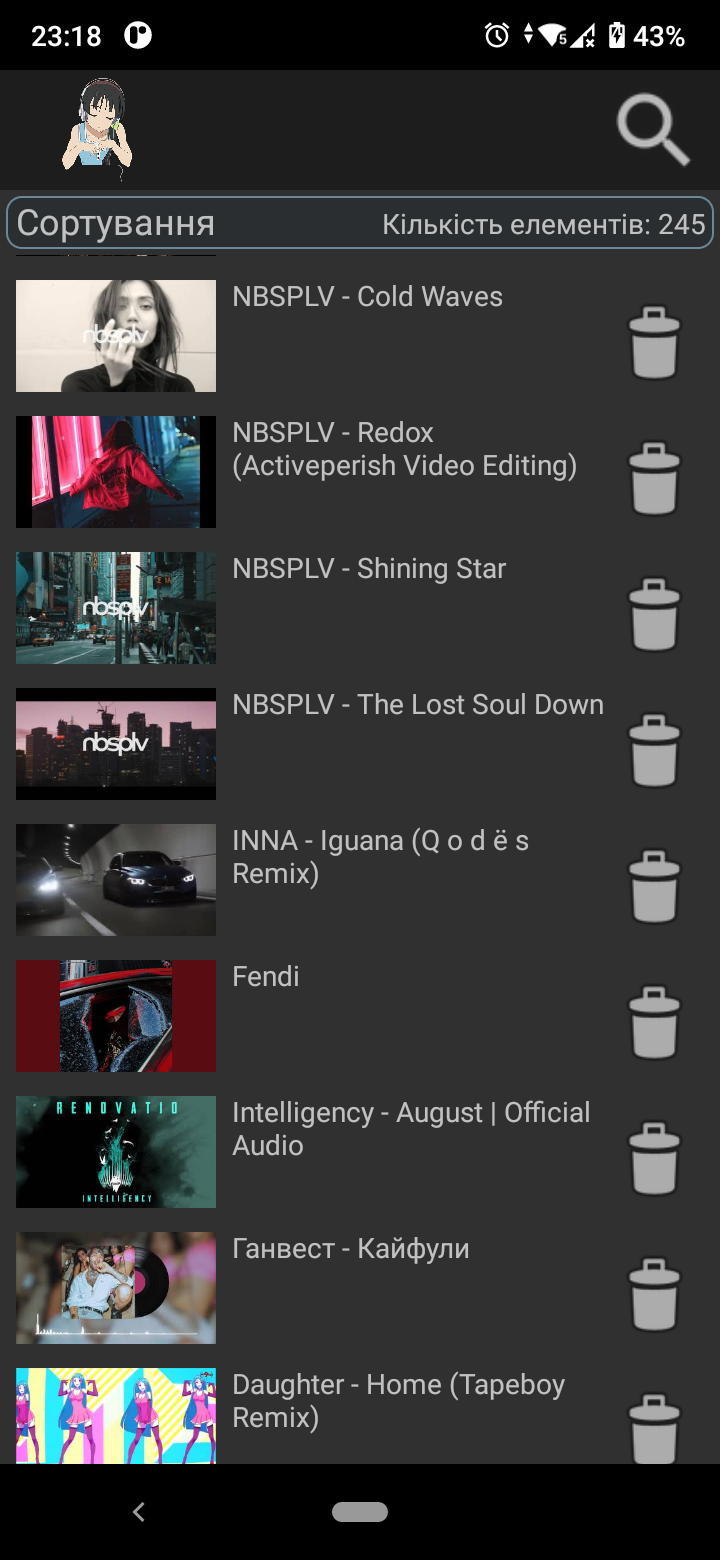 23:18
5
43%
Сортування
Кількість елементів: 245
nbsplv
NBSPLV - Cold Waves
NBSPLV - Redox
(Activeperish Video Editing)
nbsplv
NBSPLV - Shining Star
nbsplv
NBSPLV - The Lost Soul Down
INNA - Iguana (Q o d ë s
Remix)
Fendi
RENOVATIO
INTELLIGENCY
Intelligency - August | Official
Audio
Ганвест - Кайфули
Daughter - Home (Tapeboy
Remix)